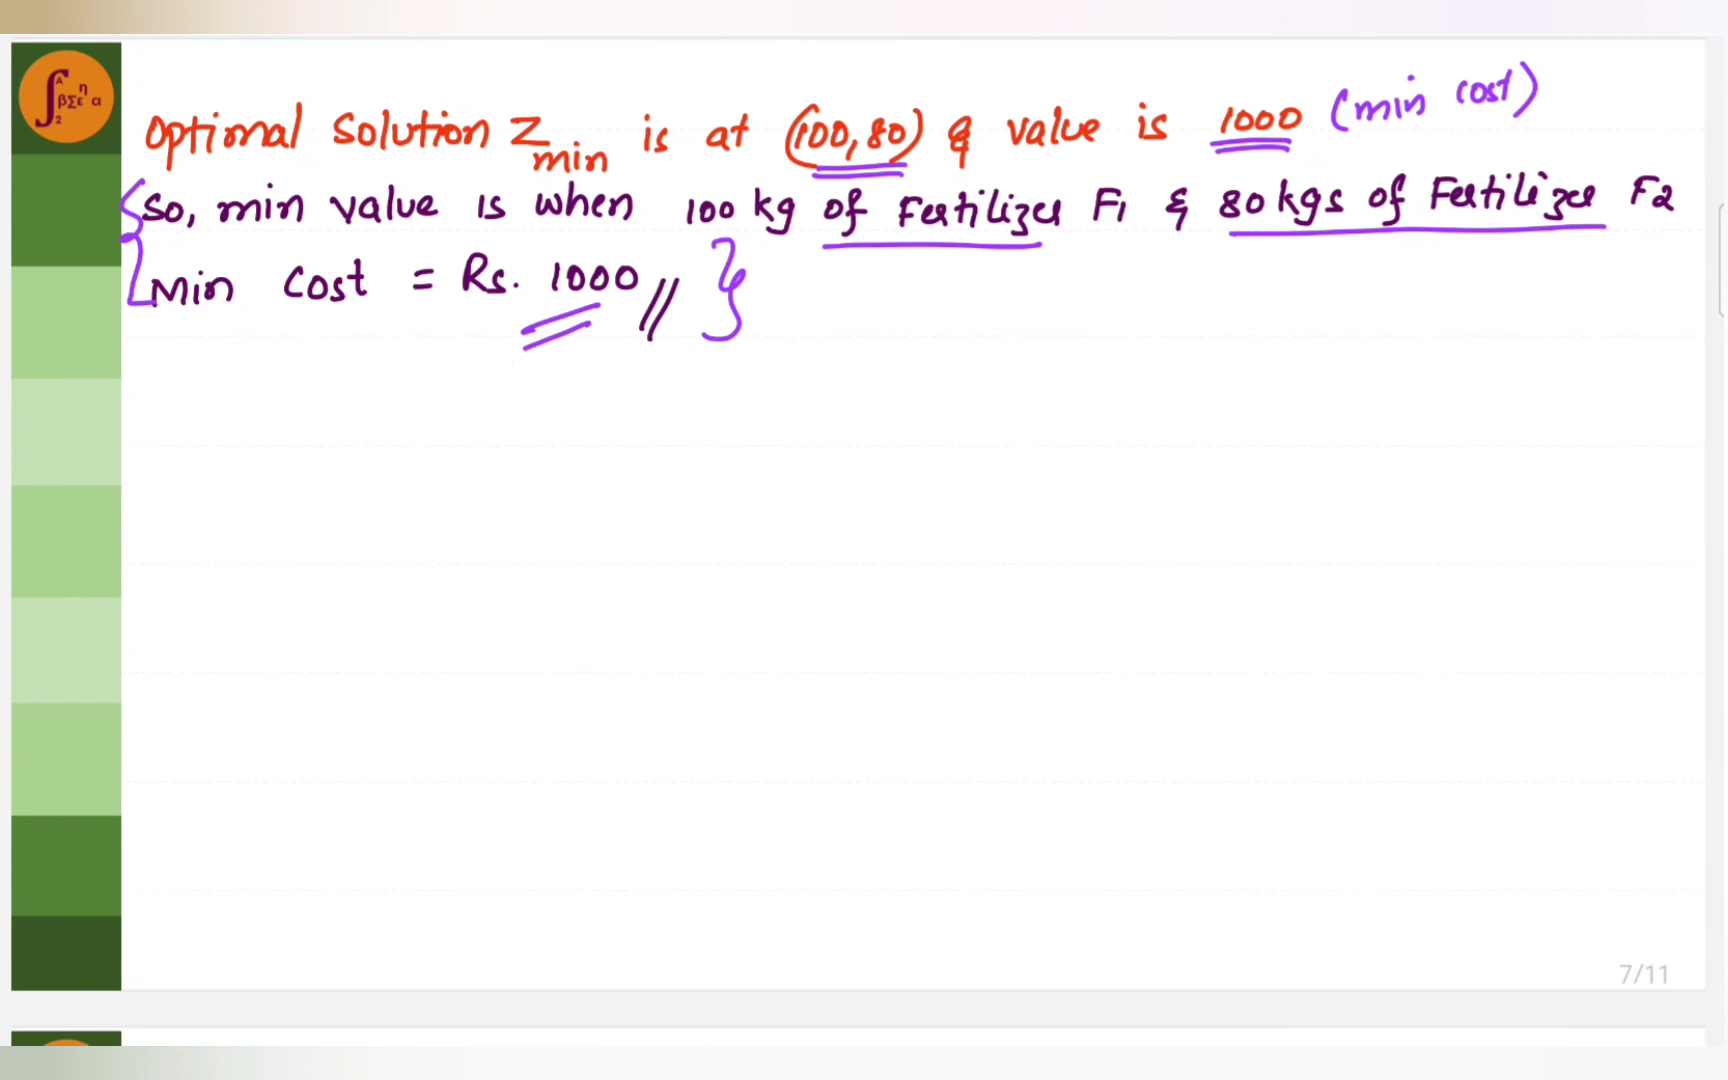 Optimal Solution Zmin is at (100,80) & value is 1000 (min cost)
So, min value is when 100 kg of Fertilizer F1 & 80 kgs of Fertilizer F2
Min Cost = Rs. 1000 //
7/11